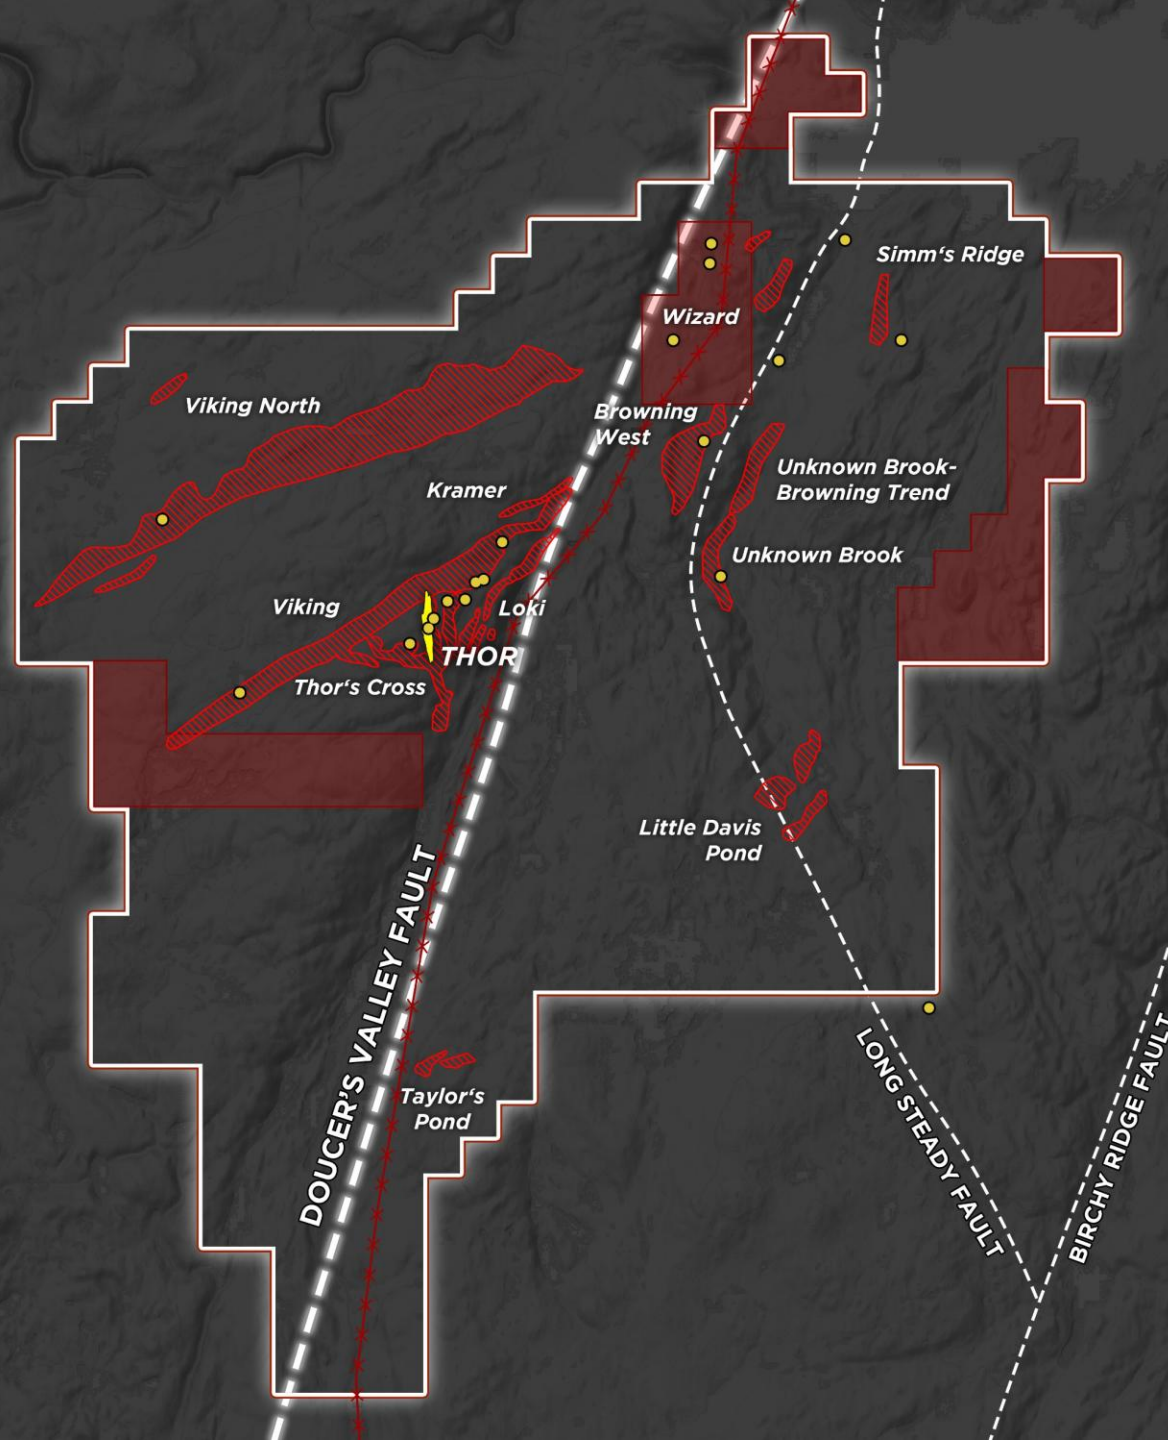 Simm's Ridge
Wizard
Viking North
Browning
West
Unknown Brook-
Browning Trend
Kramer
Unknown Brook
Viking
Loki
THOR
Thor's Cross
Little Davis
Pond
DOUCER'S VALLEY FAULT
LONG STEADY FAULT
BIRCHY RIDGE FAULT
Taylor's
Pond